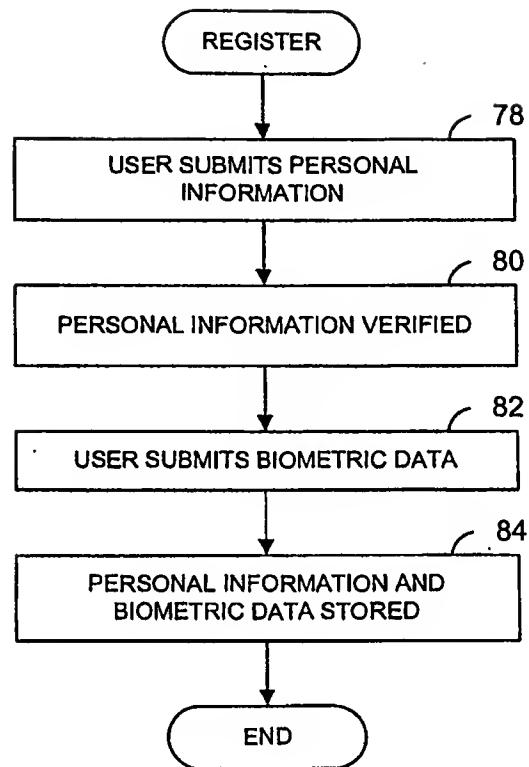 REGISTER
78
USER SUBMITS PERSONAL
INFORMATION
80
PERSONAL INFORMATION VERIFIED
82
USER SUBMITS BIOMETRIC DATA
84
PERSONAL INFORMATION AND
BIOMETRIC DATA STORED
END